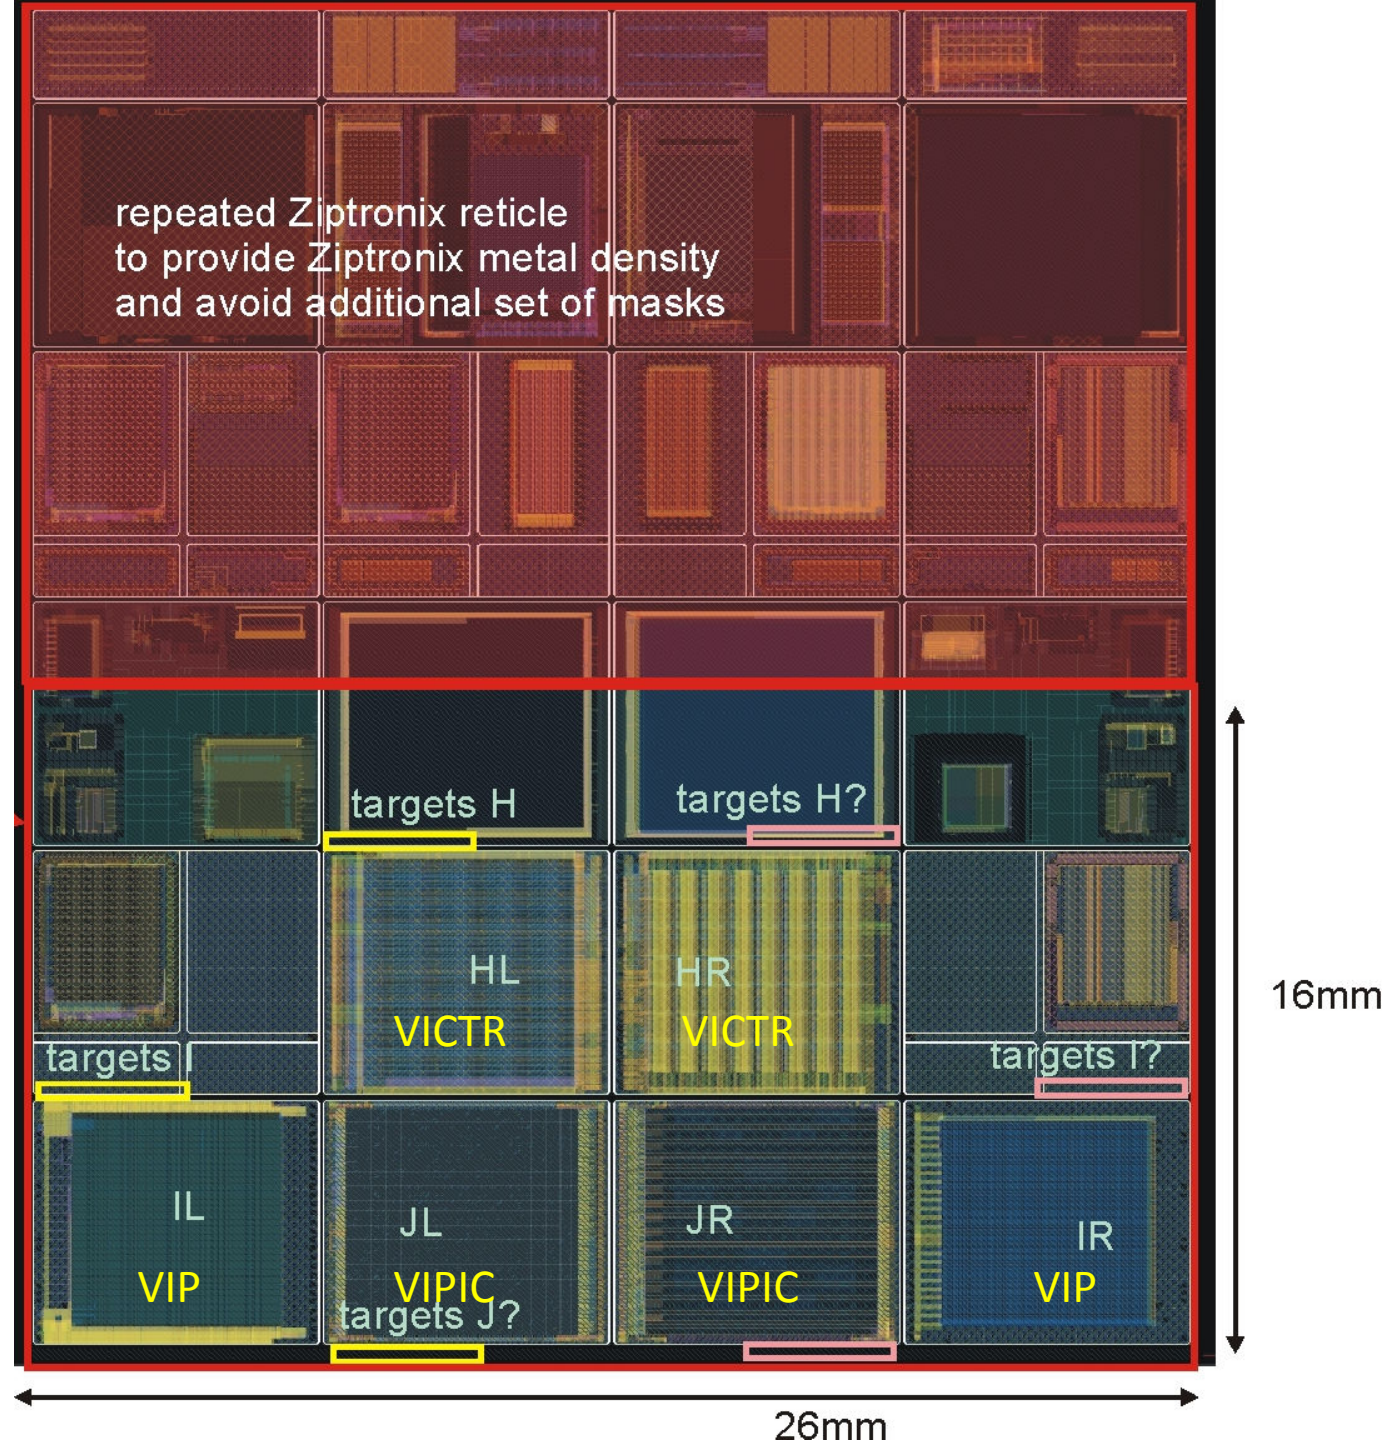 repeated Ziptronix reticle
to provide Ziptronix metal density
and avoid additional set of masks
targets H
targets H?
HL
HR
VICTR
VICTR
16mm
targets I
targets I?
IL
JL
JR
IR
VIP
VIPIC
VIPIC
VIP
targets J?
26mm